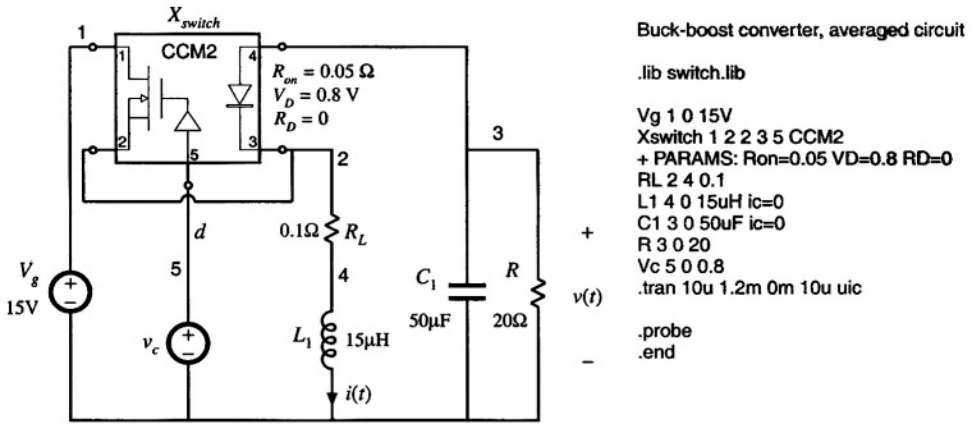 X_switch
1
CCM2
1
4
2
3
5
R_on = 0.05 Ω
V_D = 0.8 V
R_D = 0
3
2
d
0.1Ω
R_L
5
4
V_g
15V
v_c
L_1
15μH
i(t)
C_1
50μF
R
20Ω
+
v(t)
–
Buck-boost converter, averaged circuit
.lib switch.lib
Vg 1 0 15V
Xswitch 1 2 2 3 5 CCM2
+ PARAMS: Ron=0.05 VD=0.8 RD=0
RL 2 4 0.1
L1 4 0 15uH ic=0
C1 3 0 50uF ic=0
R 3 0 20
Vc 5 0 0.8
.tran 10u 1.2m 0m 10u uic
.probe
.end